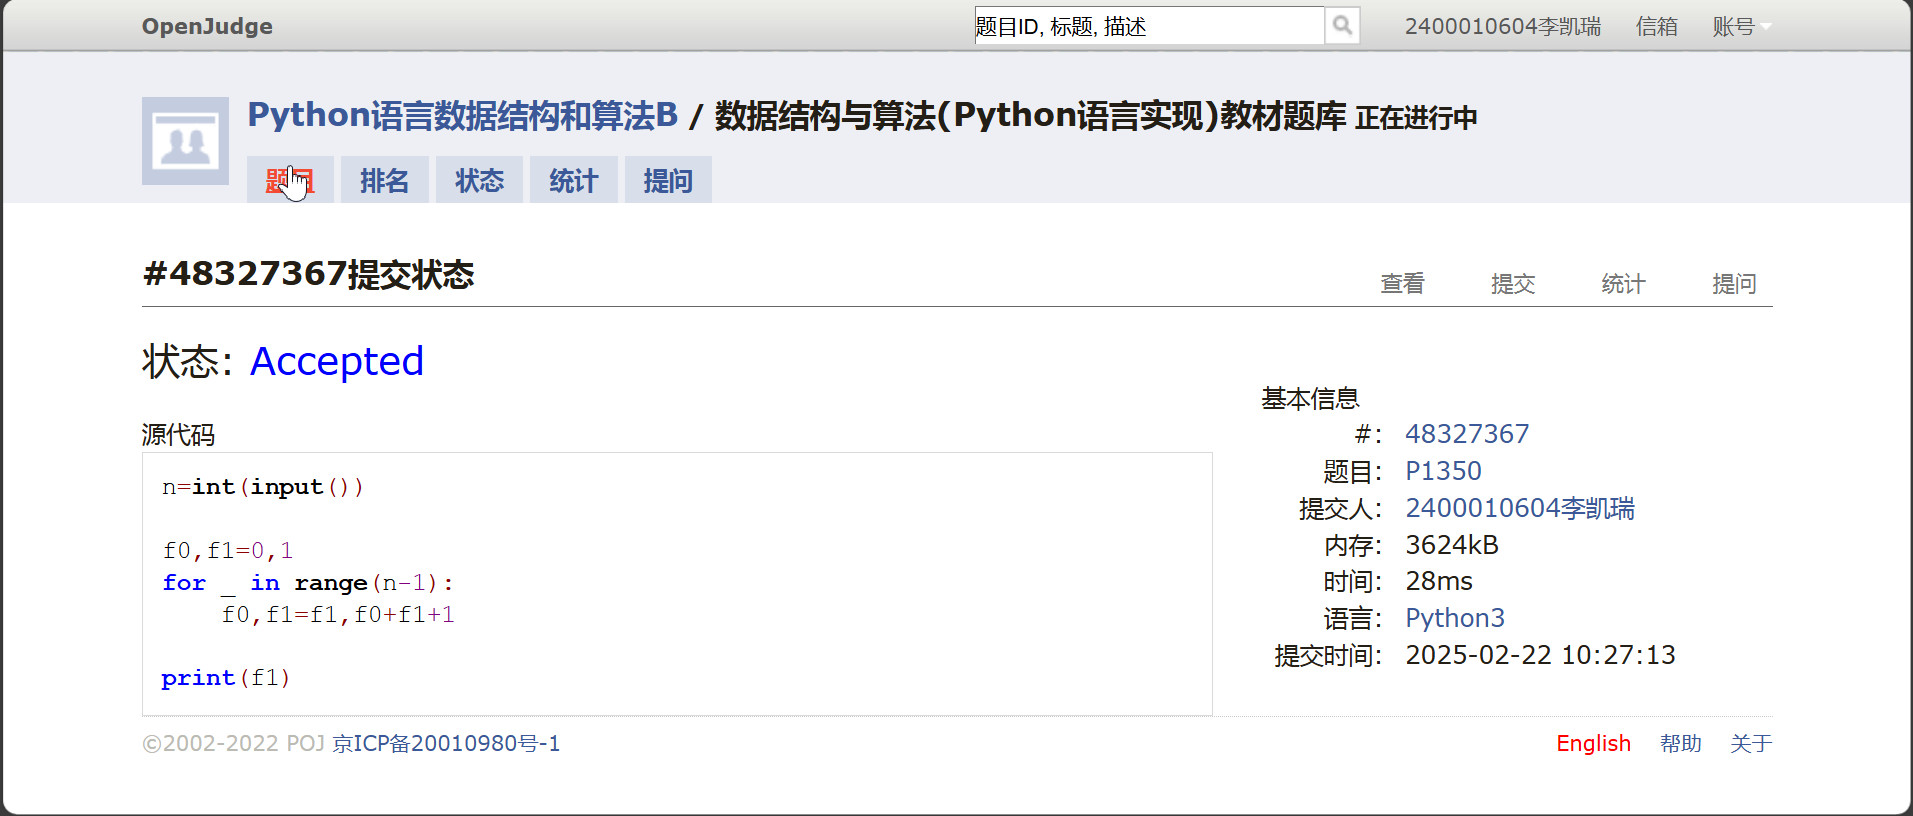 OpenJudge
题目ID, 标题, 描述
2400010604李凯瑞 信箱 账号
Python语言数据结构和算法B / 数据结构与算法(Python语言实现)教材题库 正在进行中
题目 排名 状态 统计 提问
#48327367提交状态
查看 提交 统计 提问
状态: Accepted
源代码
n=int(input())
f0,f1=0,1
for _ in range(n-1):
    f0,f1=f1,f0+f1+1
print(f1)
基本信息
#: 48327367
题目: P1350
提交人: 2400010604李凯瑞
内存: 3624kB
时间: 28ms
语言: Python3
提交时间: 2025-02-22 10:27:13
©2002-2022 POJ 京ICP备20010980号-1
English 帮助 关于